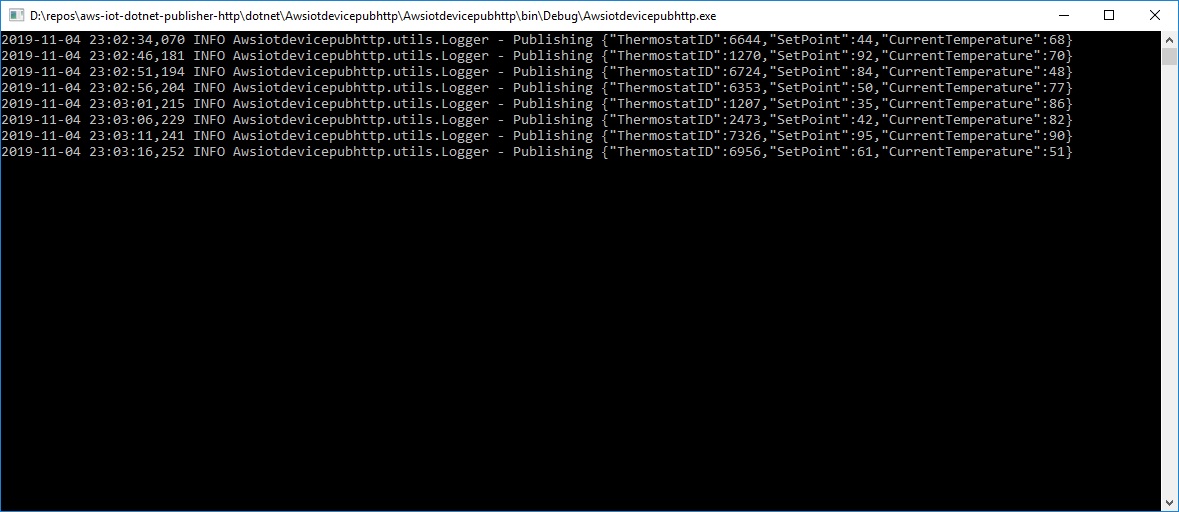 D:\repos\aws-iot-dotnet-publisher-http\dotnet\Awsiotdevicepubhttp\Awsiotdevicepubhttp\bin\Debug\Awsiotdevicepubhttp.exe
2019-11-04 23:02:34,070 INFO Awsiotdevicepubhttp.utils.Logger - Publishing {"ThermostatID":6644,"SetPoint":44,"CurrentTemperature":68}
2019-11-04 23:02:46,181 INFO Awsiotdevicepubhttp.utils.Logger - Publishing {"ThermostatID":1270,"SetPoint":92,"CurrentTemperature":70}
2019-11-04 23:02:51,194 INFO Awsiotdevicepubhttp.utils.Logger - Publishing {"ThermostatID":6724,"SetPoint":84,"CurrentTemperature":48}
2019-11-04 23:02:56,204 INFO Awsiotdevicepubhttp.utils.Logger - Publishing {"ThermostatID":6353,"SetPoint":50,"CurrentTemperature":77}
2019-11-04 23:03:01,215 INFO Awsiotdevicepubhttp.utils.Logger - Publishing {"ThermostatID":1207,"SetPoint":35,"CurrentTemperature":86}
2019-11-04 23:03:06,229 INFO Awsiotdevicepubhttp.utils.Logger - Publishing {"ThermostatID":2473,"SetPoint":42,"CurrentTemperature":82}
2019-11-04 23:03:11,241 INFO Awsiotdevicepubhttp.utils.Logger - Publishing {"ThermostatID":7326,"SetPoint":95,"CurrentTemperature":90}
2019-11-04 23:03:16,252 INFO Awsiotdevicepubhttp.utils.Logger - Publishing {"ThermostatID":6956,"SetPoint":61,"CurrentTemperature":51}